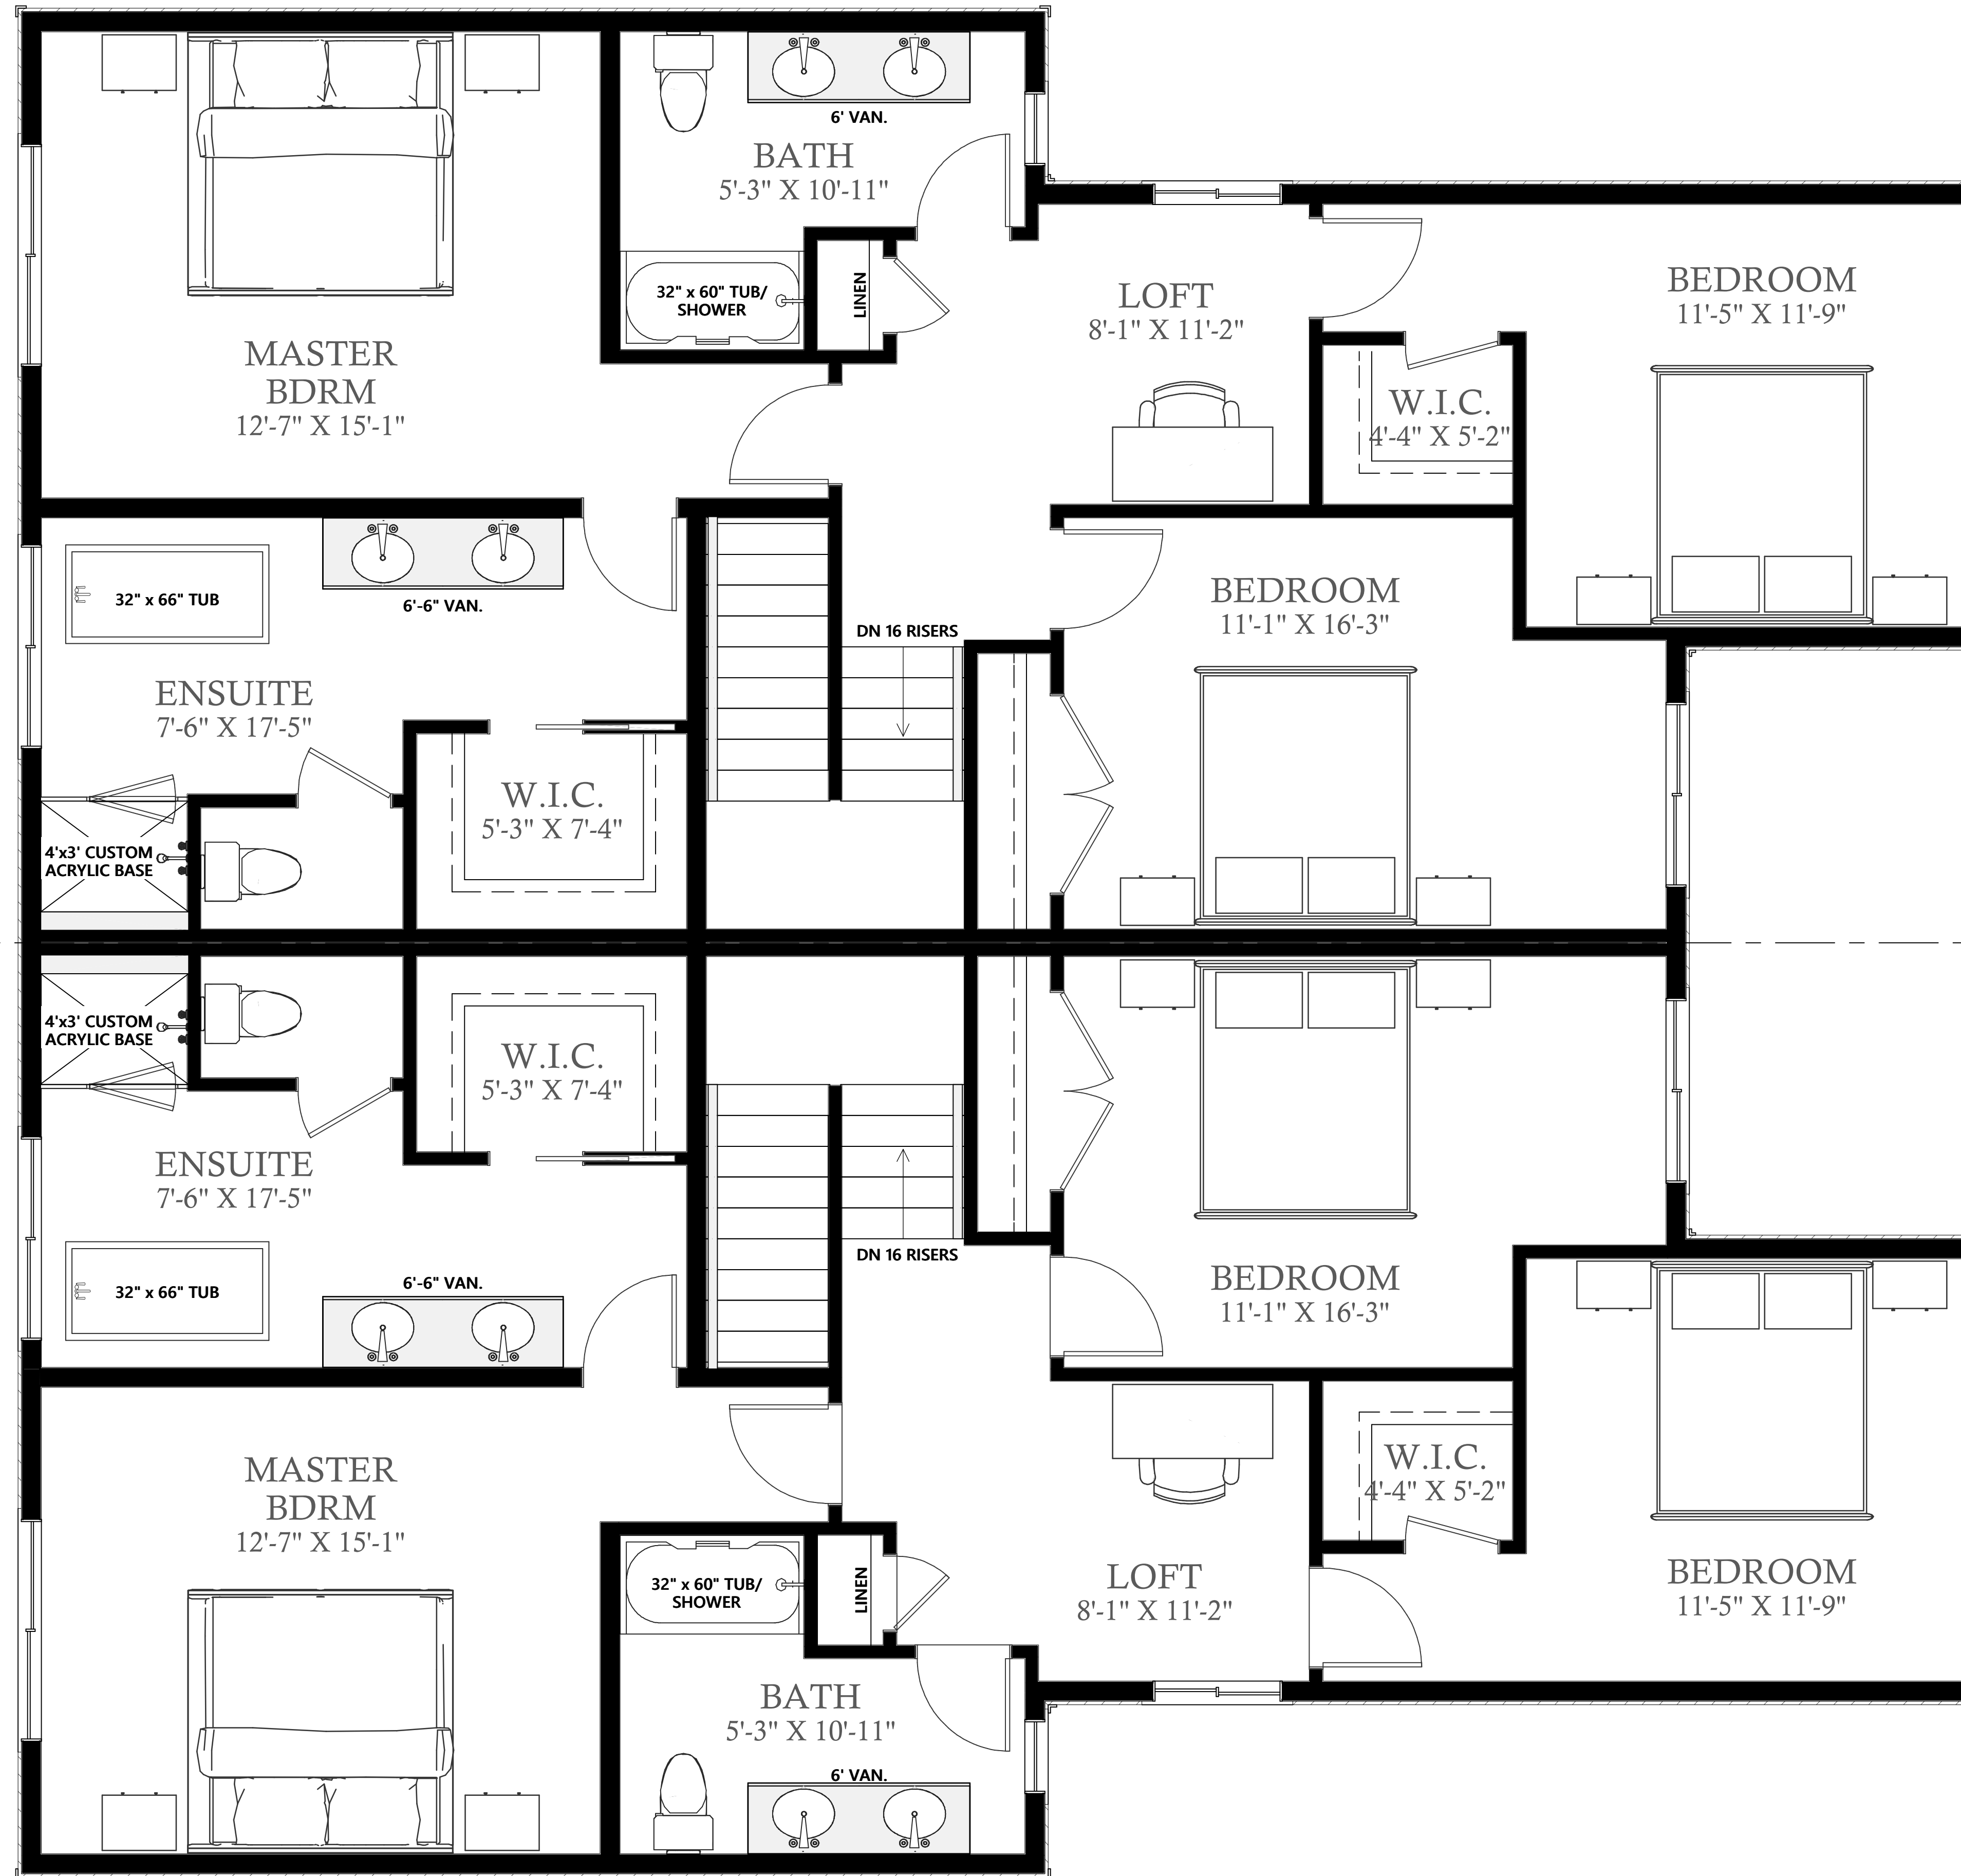 6' VAN.
BATH
5'-3" X 10'-11"
32" x 60" TUB/
SHOWER
LINEN
LOFT
8'-1" X 11'-2"
BEDROOM
11'-5" X 11'-9"
MASTER
BDRM
12'-7" X 15'-1"
W.I.C.
4'-4" X 5'-2"
32" x 66" TUB
6'-6" VAN.
DN 16 RISERS
BEDROOM
11'-1" X 16'-3"
ENSUITE
7'-6" X 17'-5"
W.I.C.
5'-3" X 7'-4"
4'x3' CUSTOM
ACRYLIC BASE
4'x3' CUSTOM
ACRYLIC BASE
W.I.C.
5'-3" X 7'-4"
ENSUITE
7'-6" X 17'-5"
32" x 66" TUB
6'-6" VAN.
DN 16 RISERS
BEDROOM
11'-1" X 16'-3"
MASTER
BDRM
12'-7" X 15'-1"
W.I.C.
4'-4" X 5'-2"
32" x 60" TUB/
SHOWER
LINEN
LOFT
8'-1" X 11'-2"
BEDROOM
11'-5" X 11'-9"
BATH
5'-3" X 10'-11"
6' VAN.